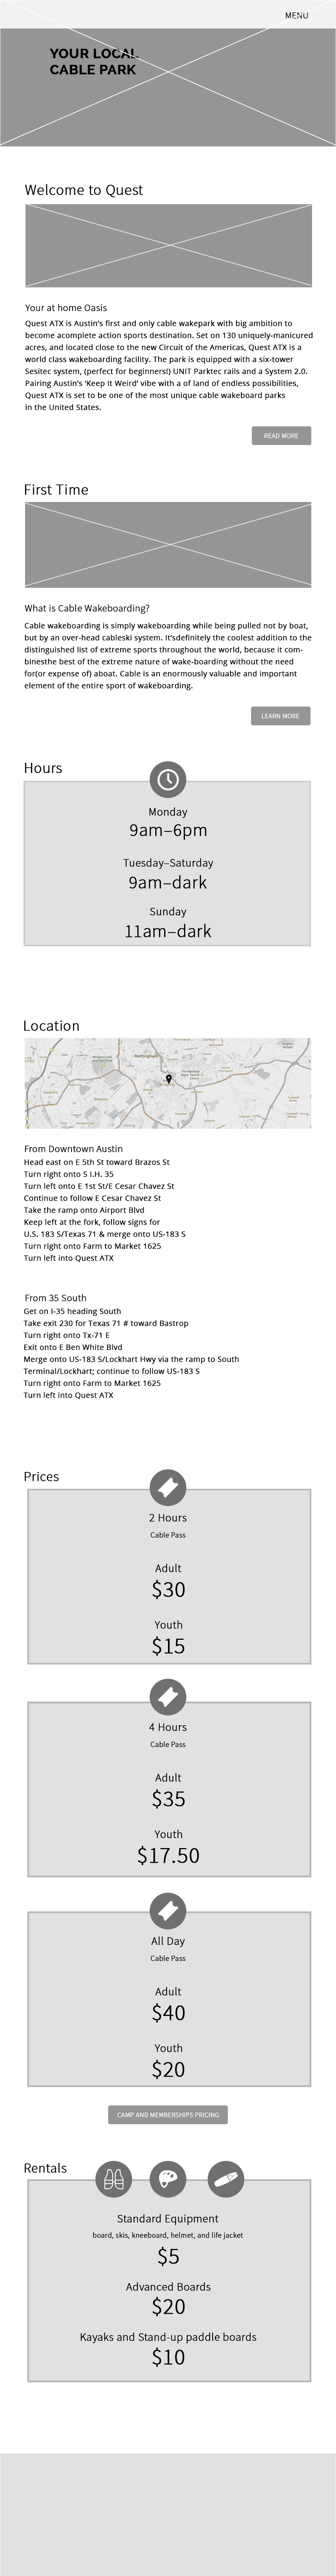 MENU
YOUR LOCAL
CABLE PARK
Welcome to Quest
Your at home Oasis
Quest ATX is Austin's first and only cable wakepark with big ambition to
become acomplete action sports destination. Set on 130 uniquely-manicured
acres, and located close to the new Circuit of the Americas, Quest ATX is a
world class wakeboarding facility. The park is equipped with a six-tower
Sesitec system, (perfect for beginners!) UNIT Parktec rails and a System 2.0.
Pairing Austin's 'Keep It Weird' vibe with a of land of endless possibilities,
Quest ATX is set to be one of the most unique cable wakeboard parks
in the United States.
READ MORE
First Time
What is Cable Wakeboarding?
Cable wakeboarding is simply wakeboarding while being pulled not by boat,
but by an over-head cableski system. It'sdefinitely the coolest addition to the
distinguished list of extreme sports throughout the world, because it com-
binesthe best of the extreme nature of wake-boarding without the need
for(or expense of) aboat. Cable is an enormously valuable and important
element of the entire sport of wakeboarding.
LEARN MORE
Hours
Monday
9am–6pm
Tuesday–Saturday
9am–dark
Sunday
11am–dark
Location
Nottingham
From Downtown Austin
Head east on E 5th St toward Brazos St
Turn right onto S I.H. 35
Turn left onto E 1st St/E Cesar Chavez St
Continue to follow E Cesar Chavez St
Take the ramp onto Airport Blvd
Keep left at the fork, follow signs for
U.S. 183 S/Texas 71 & merge onto US-183 S
Turn right onto Farm to Market 1625
Turn left into Quest ATX
From 35 South
Get on I-35 heading South
Take exit 230 for Texas 71 # toward Bastrop
Turn right onto Tx-71 E
Exit onto E Ben White Blvd
Merge onto US-183 S/Lockhart Hwy via the ramp to South
Terminal/Lockhart; continue to follow US-183 S
Turn right onto Farm to Market 1625
Turn left into Quest ATX
Prices
2 Hours
Cable Pass
Adult
$30
Youth
$15
4 Hours
Cable Pass
Adult
$35
Youth
$17.50
All Day
Cable Pass
Adult
$40
Youth
$20
CAMP AND MEMBERSHIPS PRICING
Rentals
Standard Equipment
board, skis, kneeboard, helmet, and life jacket
$5
Advanced Boards
$20
Kayaks and Stand-up paddle boards
$10